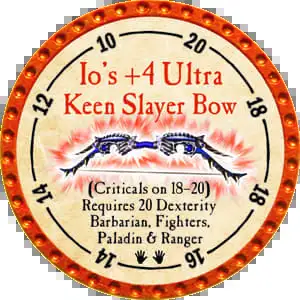 10 20
12 18
14 18
14 16
Io's +4 Ultra
Keen Slayer Bow
(Criticals on 18-20)
Requires 20 Dexterity
Barbarian, Fighters,
Paladin & Ranger